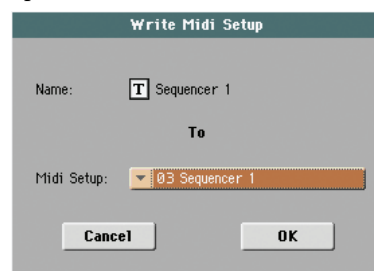 Write Midi Setup
Name: T Sequencer 1
To
Midi Setup: 03 Sequencer 1
Cancel OK